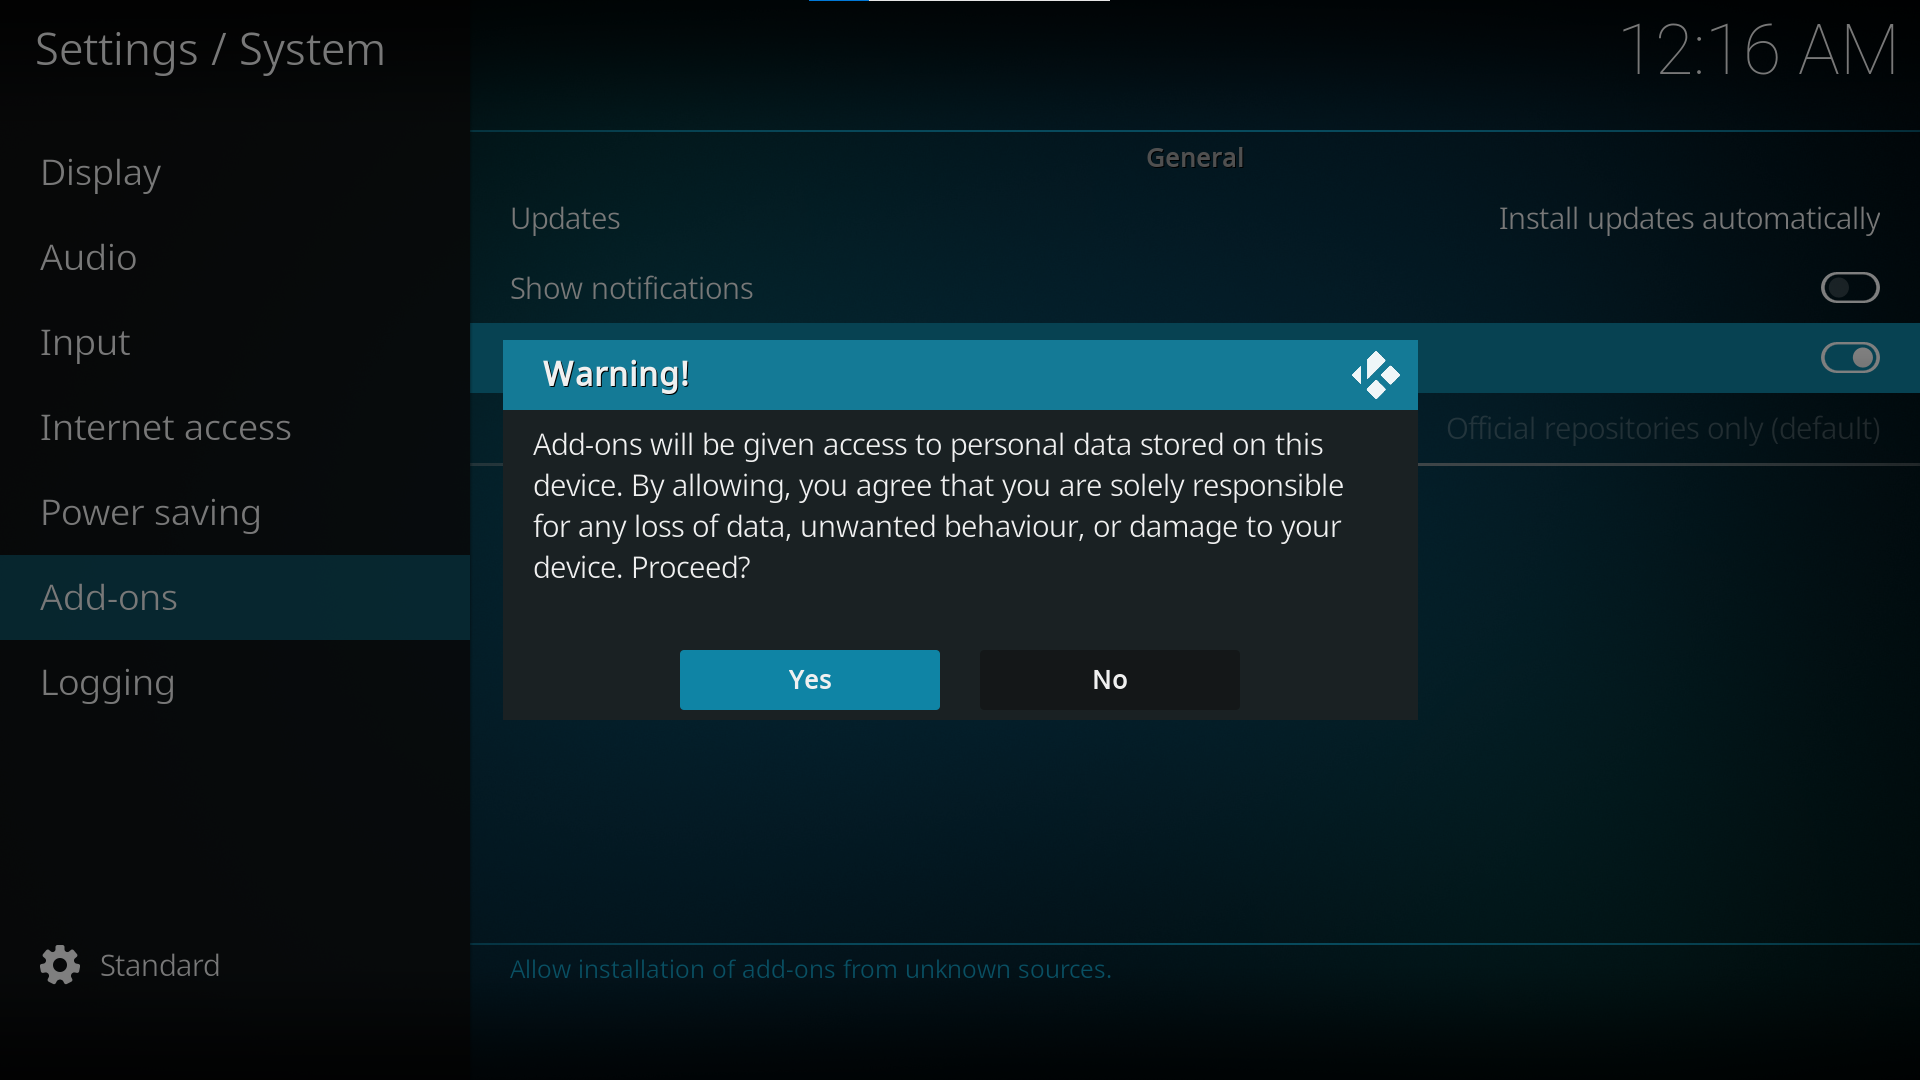 Settings / System
12:16 AM
Display
Audio
Input
Internet access
Power saving
Add-ons
Logging
Standard
General
Updates
Install updates automatically
Show notifications
Official repositories only (default)
Warning!
Add-ons will be given access to personal data stored on this
device. By allowing, you agree that you are solely responsible
for any loss of data, unwanted behaviour, or damage to your
device. Proceed?
Yes
No
Allow installation of add-ons from unknown sources.